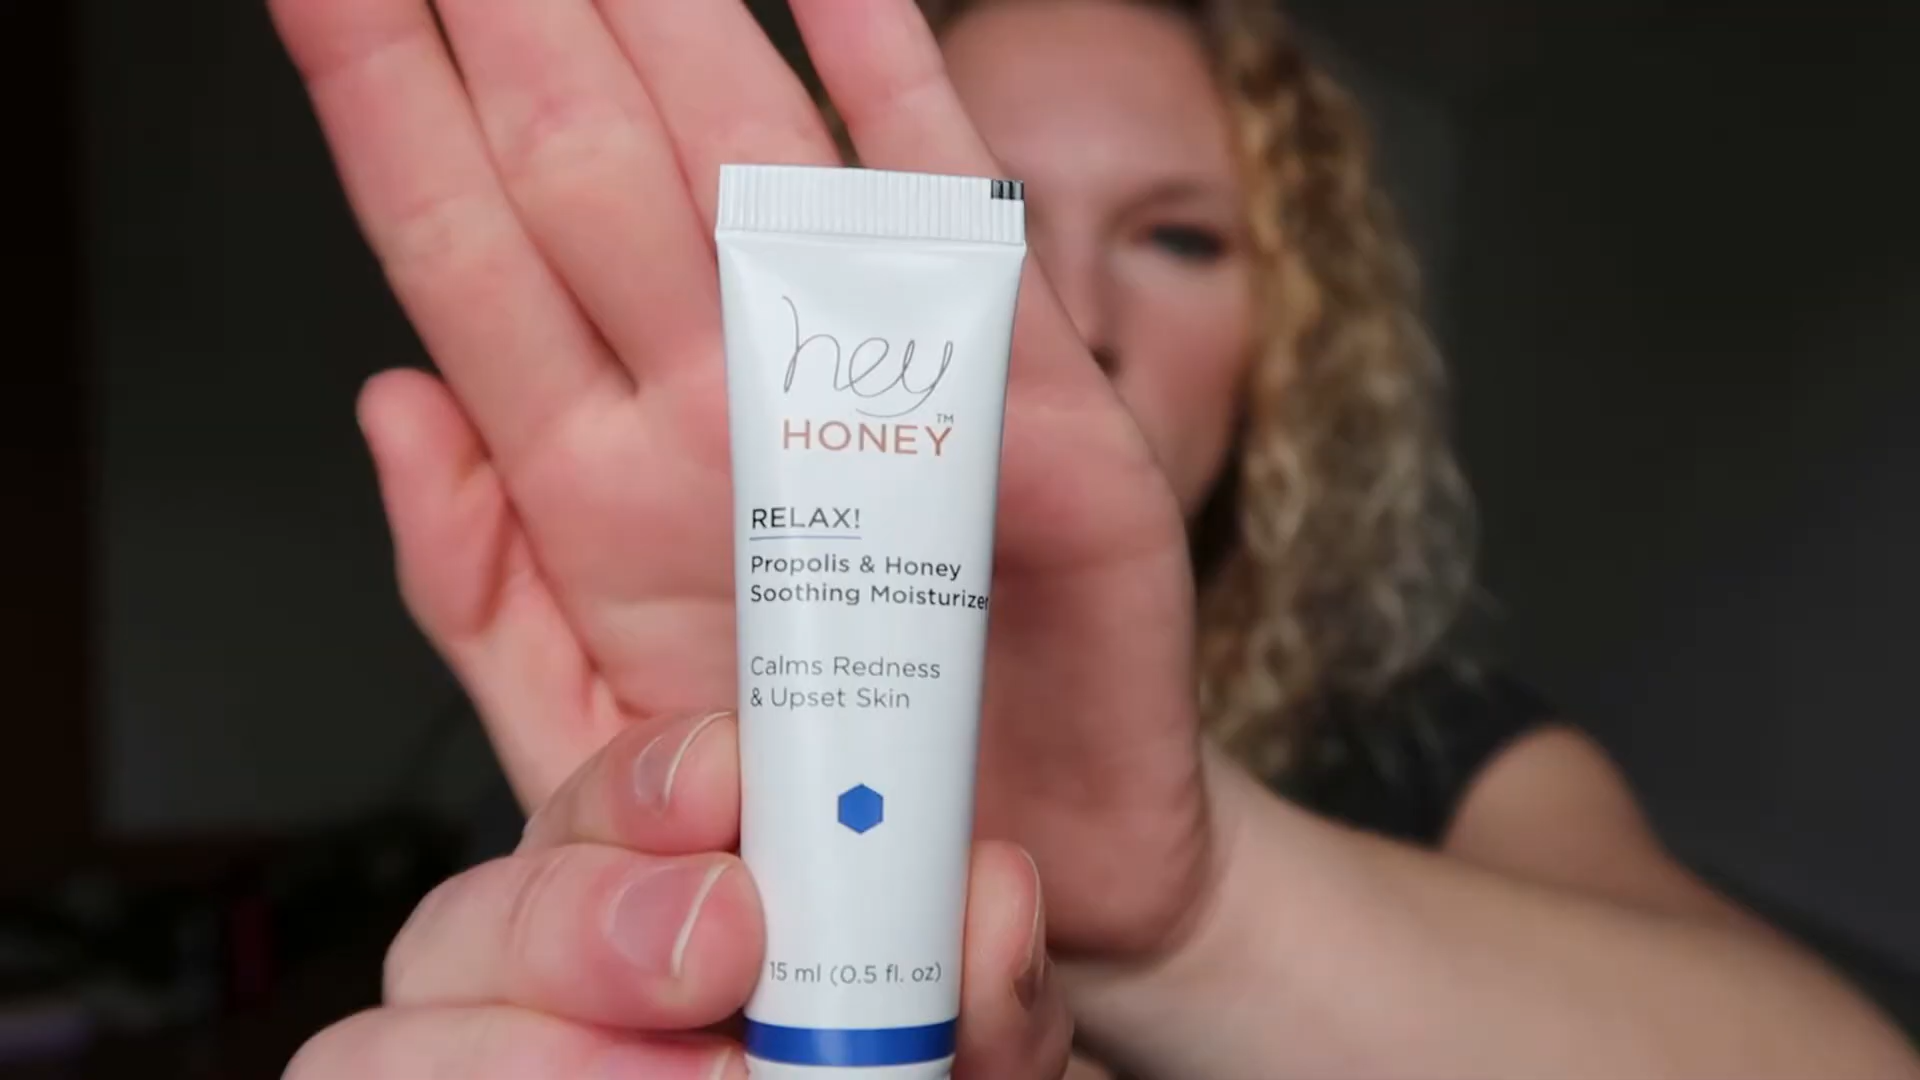 hey
HONEY™
RELAX!
Propolis & Honey
Soothing Moisturizer
Calms Redness
& Upset Skin
15 ml (0.5 fl. oz)